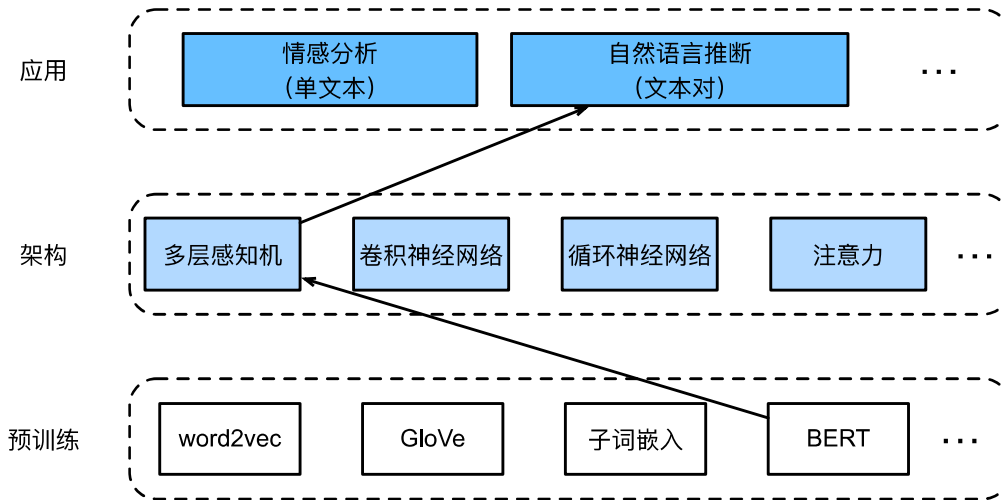 应用
情感分析
（单文本）
自然语言推断
（文本对）
...
架构
多层感知机
卷积神经网络
循环神经网络
注意力
...
预训练
word2vec
GloVe
子词嵌入
BERT
...